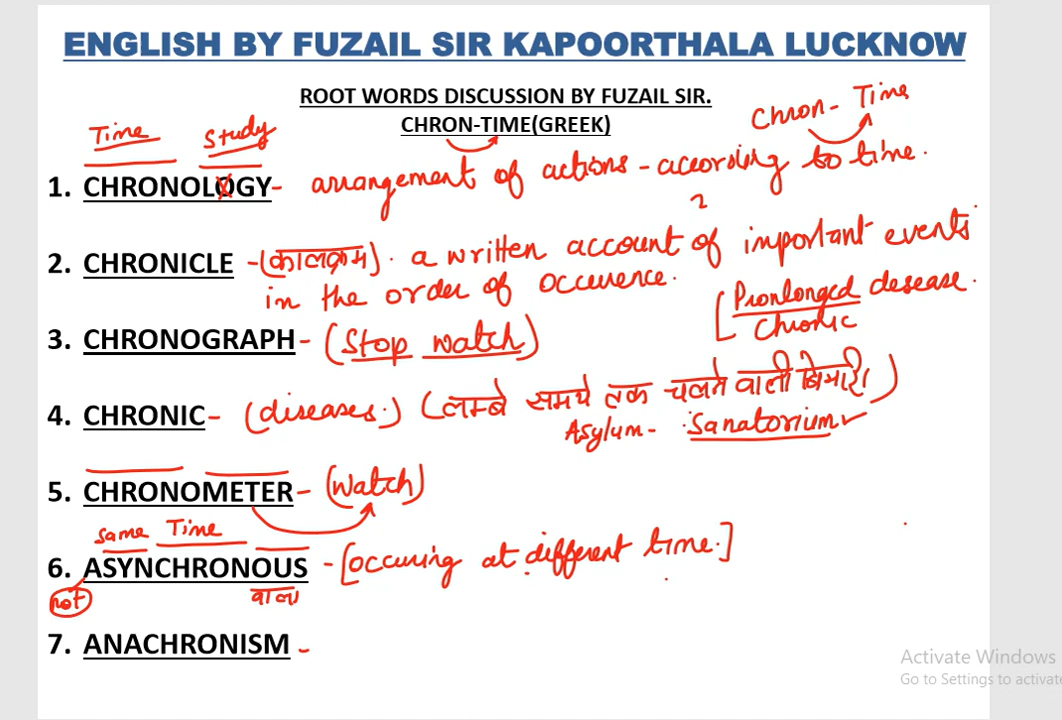 ENGLISH BY FUZAIL SIR KAPOORTHALA LUCKNOW
ROOT WORDS DISCUSSION BY FUZAIL SIR.
CHRON-TIME(GREEK)
Chron - Time
Time Study
1. CHRONOLOGY- arrangement of actions - according to time.
2
2. CHRONICLE -(कालक्रम). a written account of important events
in the order of occurence.
[Pronlonged desease.
Chronic
3. CHRONOGRAPH- (Stop watch)
4. CHRONIC- (diseases.) (लम्बे समय तक चलने वाली बिमारी)
Asylum - Sanatorium
5. CHRONOMETER- (watch)
same Time
6. ASYNCHRONOUS -[occuring at different time.]
not वाला
7. ANACHRONISM -
Activate Windows
Go to Settings to activat